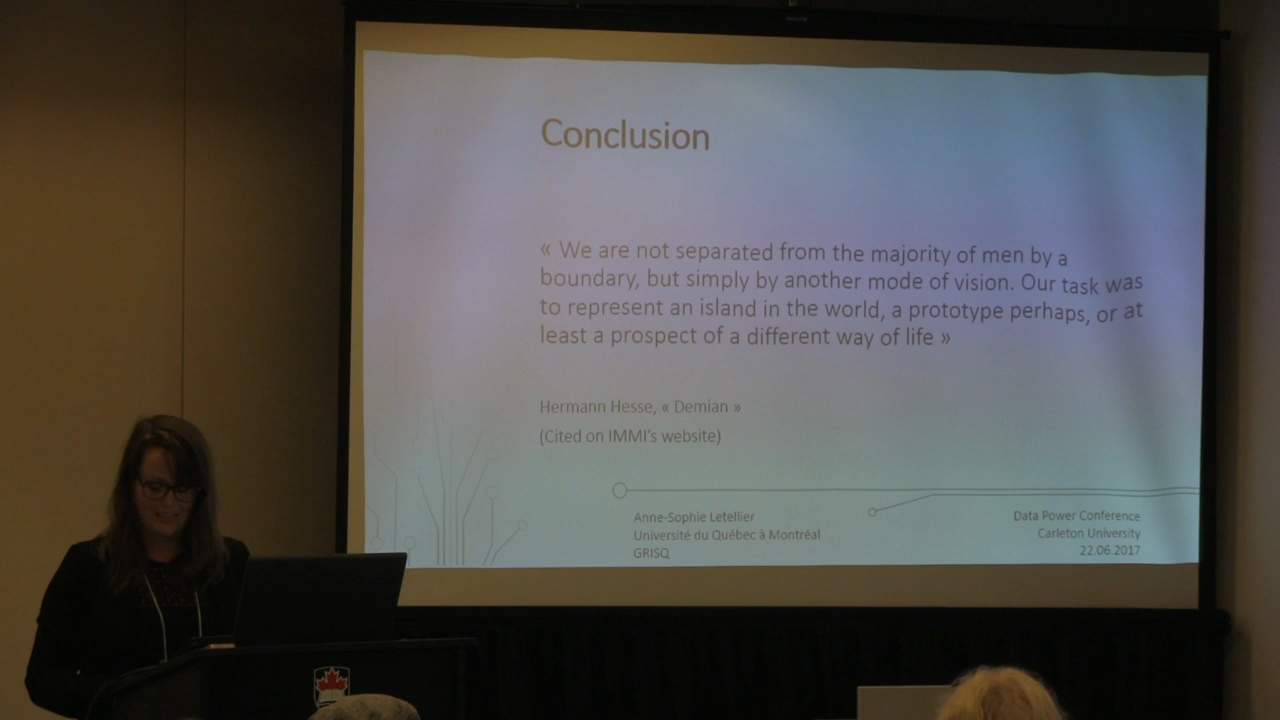 Conclusion
« We are not separated from the majority of men by a
boundary, but simply by another mode of vision. Our task was
to represent an island in the world, a prototype perhaps, or at
least a prospect of a different way of life »
Hermann Hesse, « Demian »
(Cited on IMMI's website)
Anne-Sophie Letellier
Université du Québec à Montréal
GRISQ
Data Power Conference
Carleton University
22.06.2017